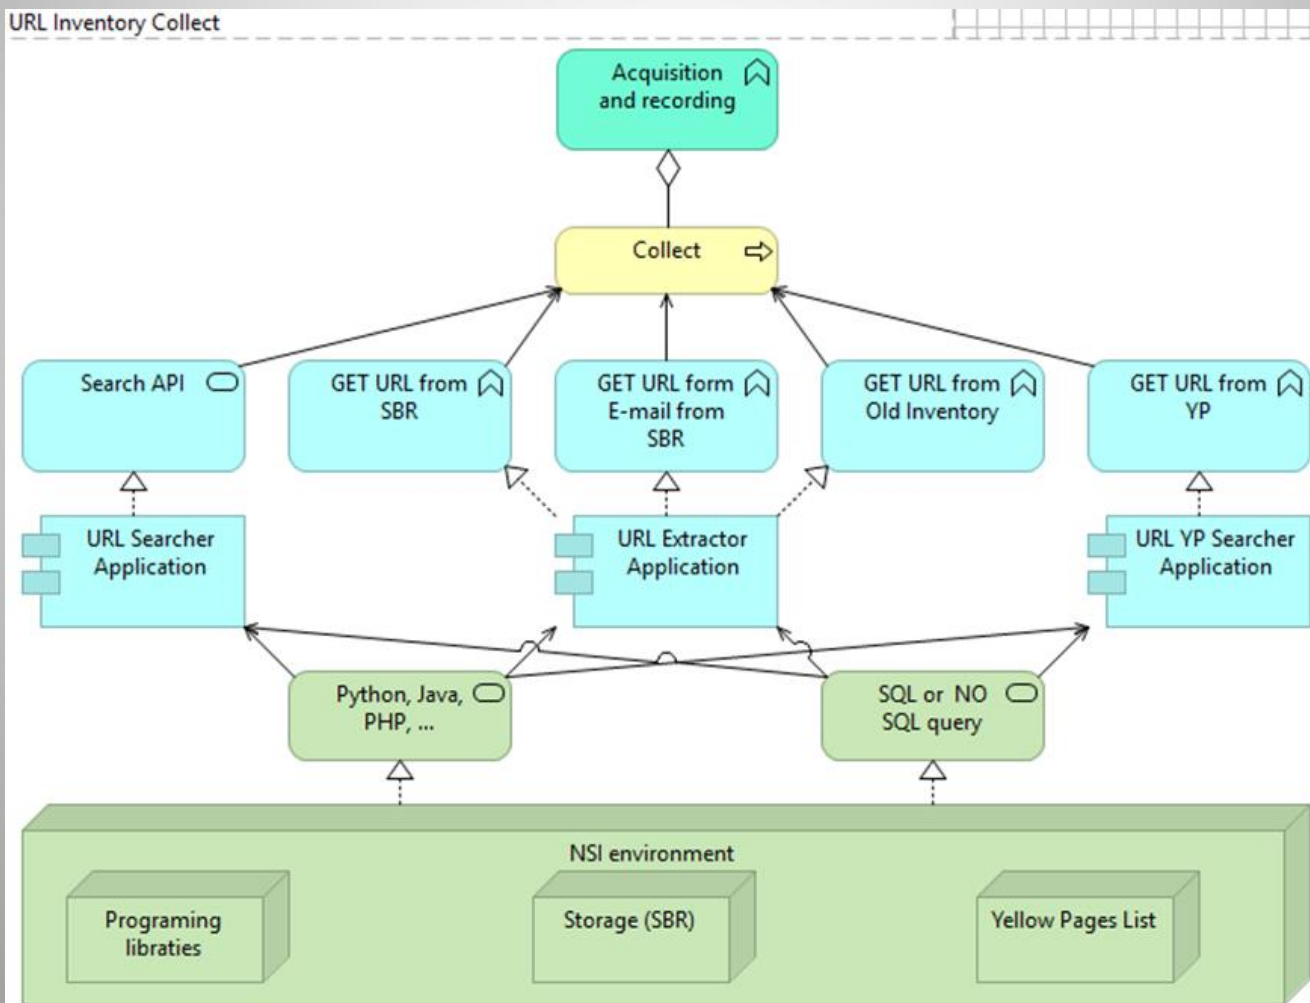 URL Inventory Collect
Acquisition
and recording
Collect
Search API
GET URL from
SBR
GET URL form
E-mail from
SBR
GET URL from
Old Inventory
GET URL from
YP
URL Searcher
Application
URL Extractor
Application
URL YP Searcher
Application
Python, Java,
PHP, ...
SQL or NO
SQL query
NSI environment
Programing
libraties
Storage (SBR)
Yellow Pages List